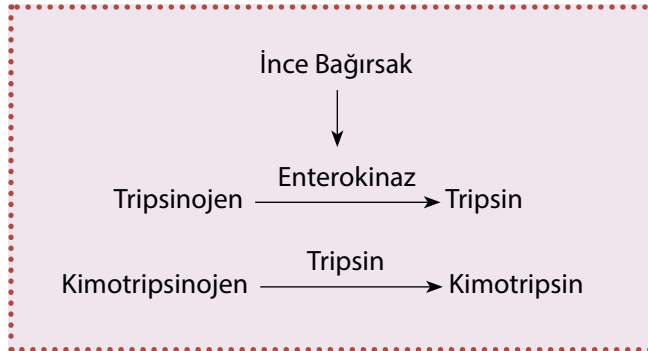 İnce Bağırsak
Enterokinaz
Tripsinojen Tripsin
Tripsin
Kimotripsinojen Kimotripsin